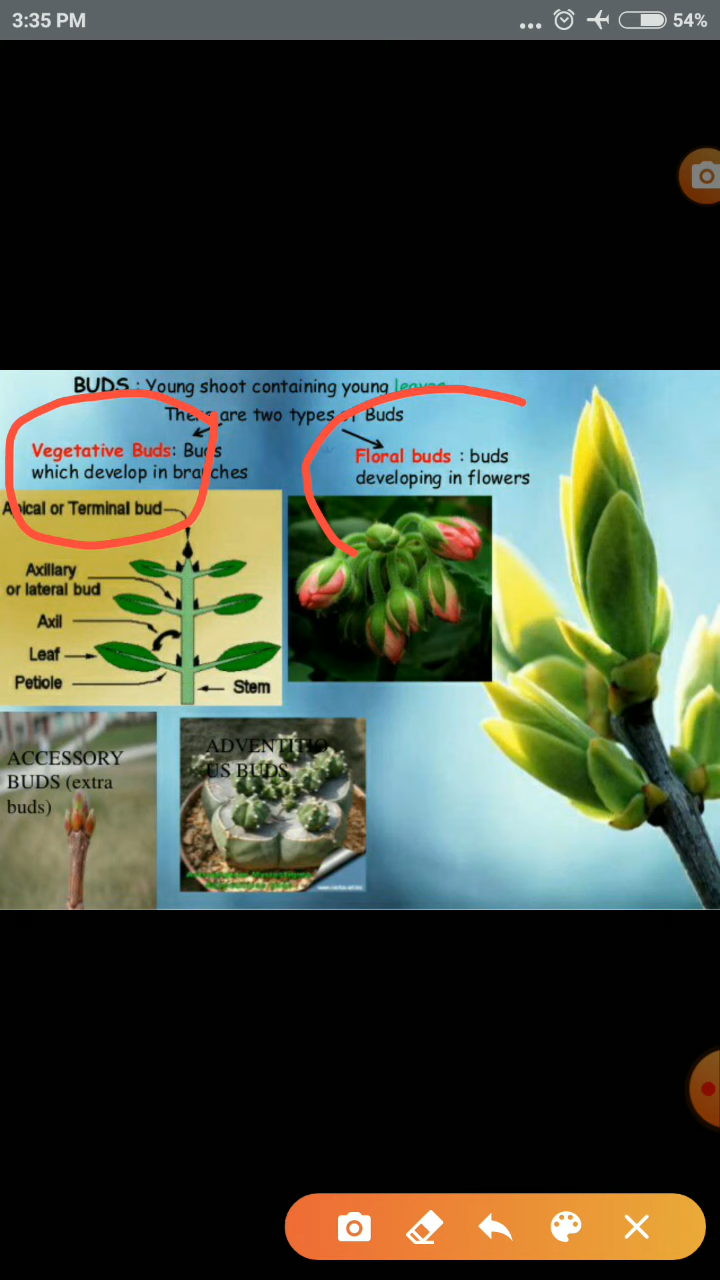 3:35 PM
54%
BUDS : Young shoot containing young leaves
There are two types of Buds
Vegetative Buds: Buds
which develop in branches
Floral buds : buds
developing in flowers
Apical or Terminal bud
Axillary
or lateral bud
Axil
Leaf
Petiole
Stem
ACCESSORY
BUDS (extra
buds)
ADVENTITIO
US BUDS